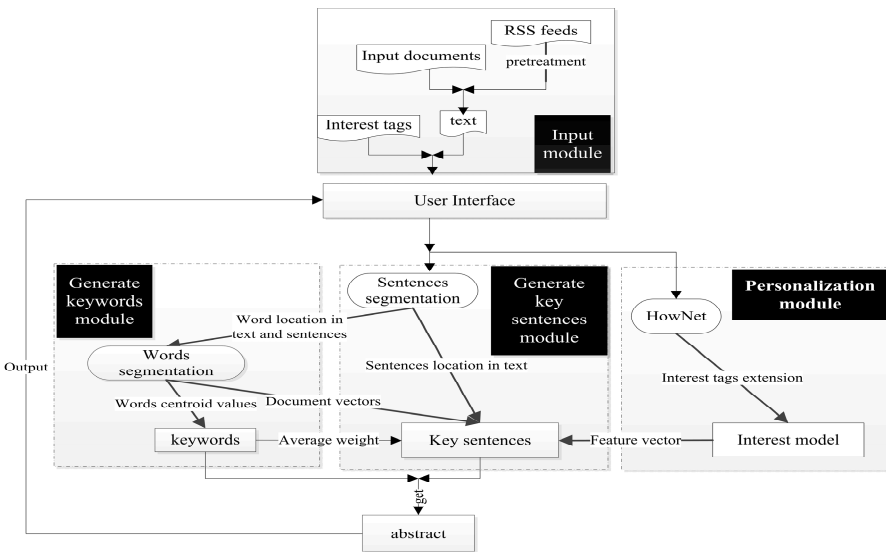 RSS feeds
Input documents
pretreatment
Interest tags
text
Input
module
User Interface
Generate
keywords
module
Sentences
segmentation
Generate
key
sentences
module
Personalization
module
HowNet
Word location in
text and sentences
Words
segmentation
Output
Sentences location in text
Interest tags extension
Words centroid values
Document vectors
keywords
Average weight
Key sentences
Feature vector
Interest model
get
abstract